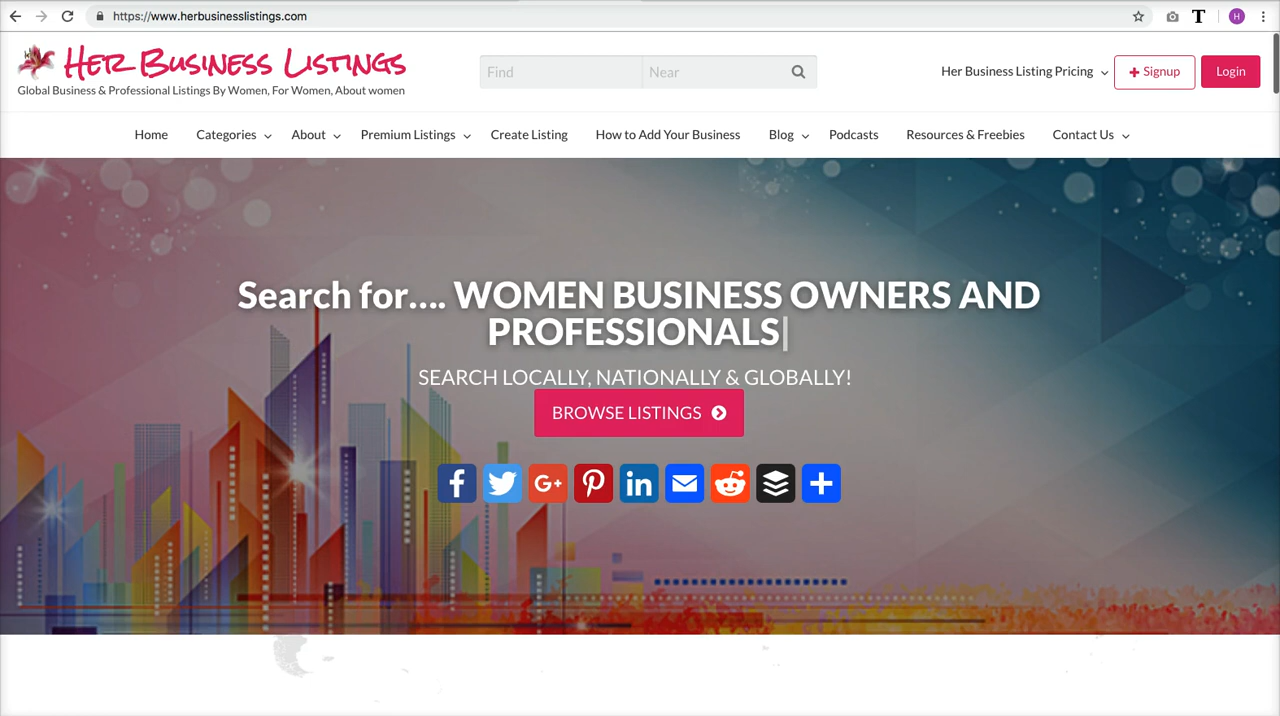 https://www.herbusinesslistings.com
T
H
Her Business Listings
Global Business & Professional Listings By Women, For Women, About women
Find
Near
Her Business Listing Pricing
Signup
Login
Home
Categories
About
Premium Listings
Create Listing
How to Add Your Business
Blog
Podcasts
Resources & Freebies
Contact Us
Search for.... WOMEN BUSINESS OWNERS AND
PROFESSIONALS
SEARCH LOCALLY, NATIONALLY & GLOBALLY!
BROWSE LISTINGS